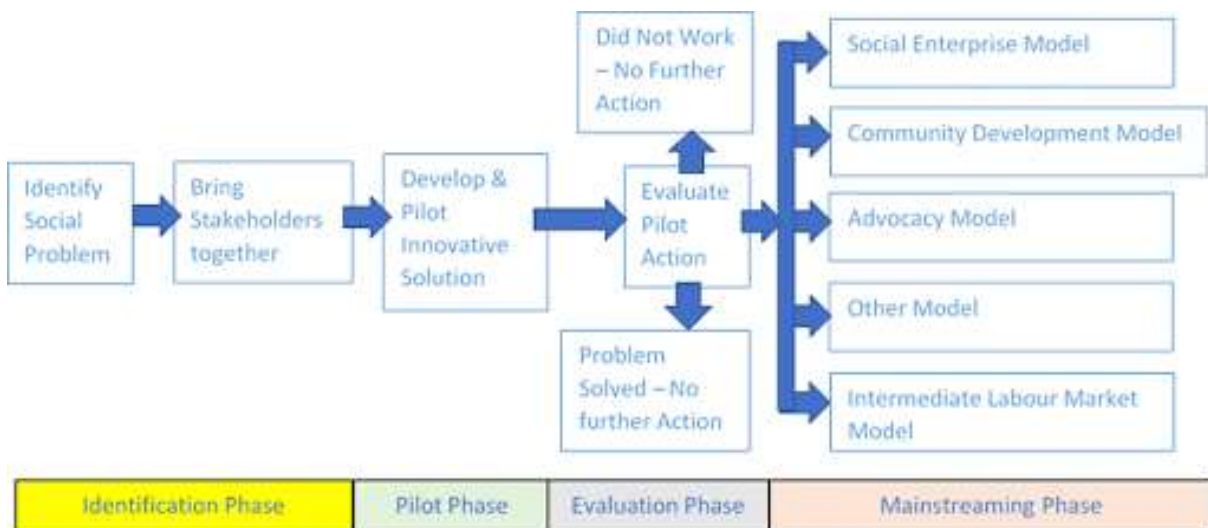 Identify
Social
Problem
Bring
Stakeholders
together
Develop &
Pilot
Innovative
Solution
Did Not Work
– No Further
Action
Evaluate
Pilot
Action
Problem
Solved – No
further Action
Social Enterprise Model
Community Development Model
Advocacy Model
Other Model
Intermediate Labour Market
Model
Identification Phase
Pilot Phase
Evaluation Phase
Mainstreaming Phase